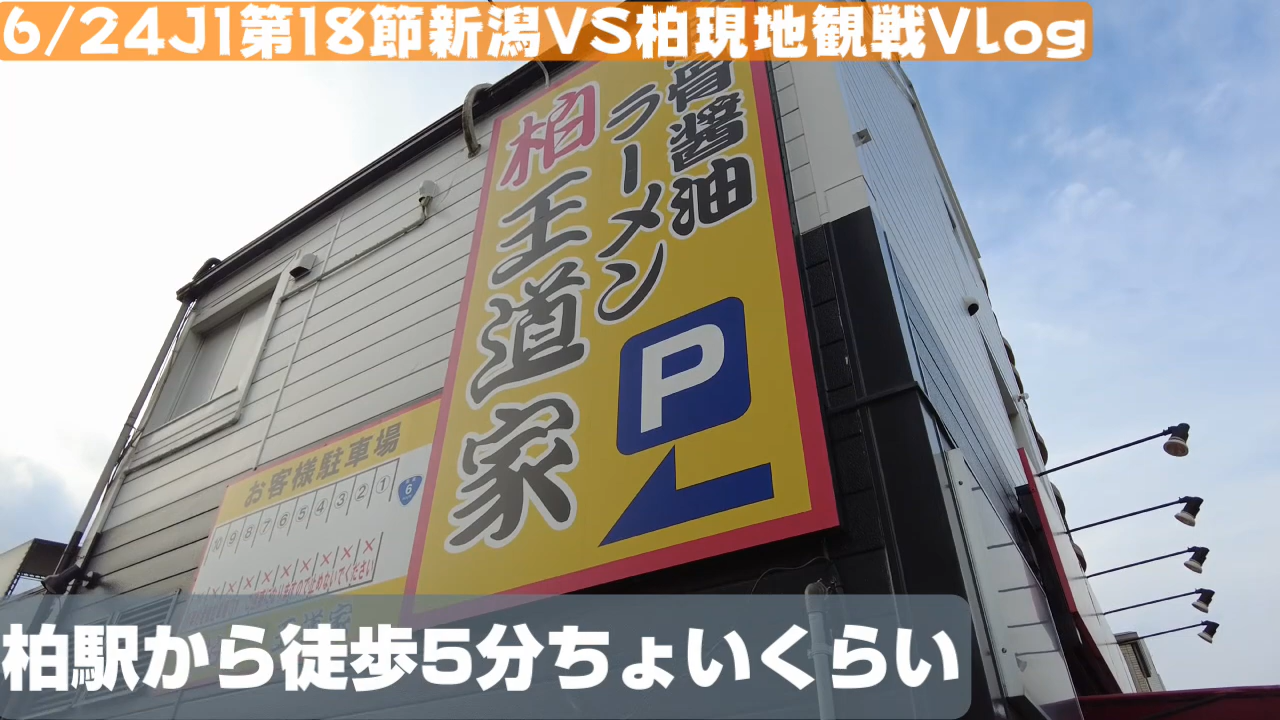 6/24J1第18節新潟VS柏現地観戦Vlog
骨醤油
ラーメン
柏王道家
P
お客様駐車場
10 9 8 7 6 5 4 3 2 1
6
××××××××
王道家
柏駅から徒歩5分ちょいくらい